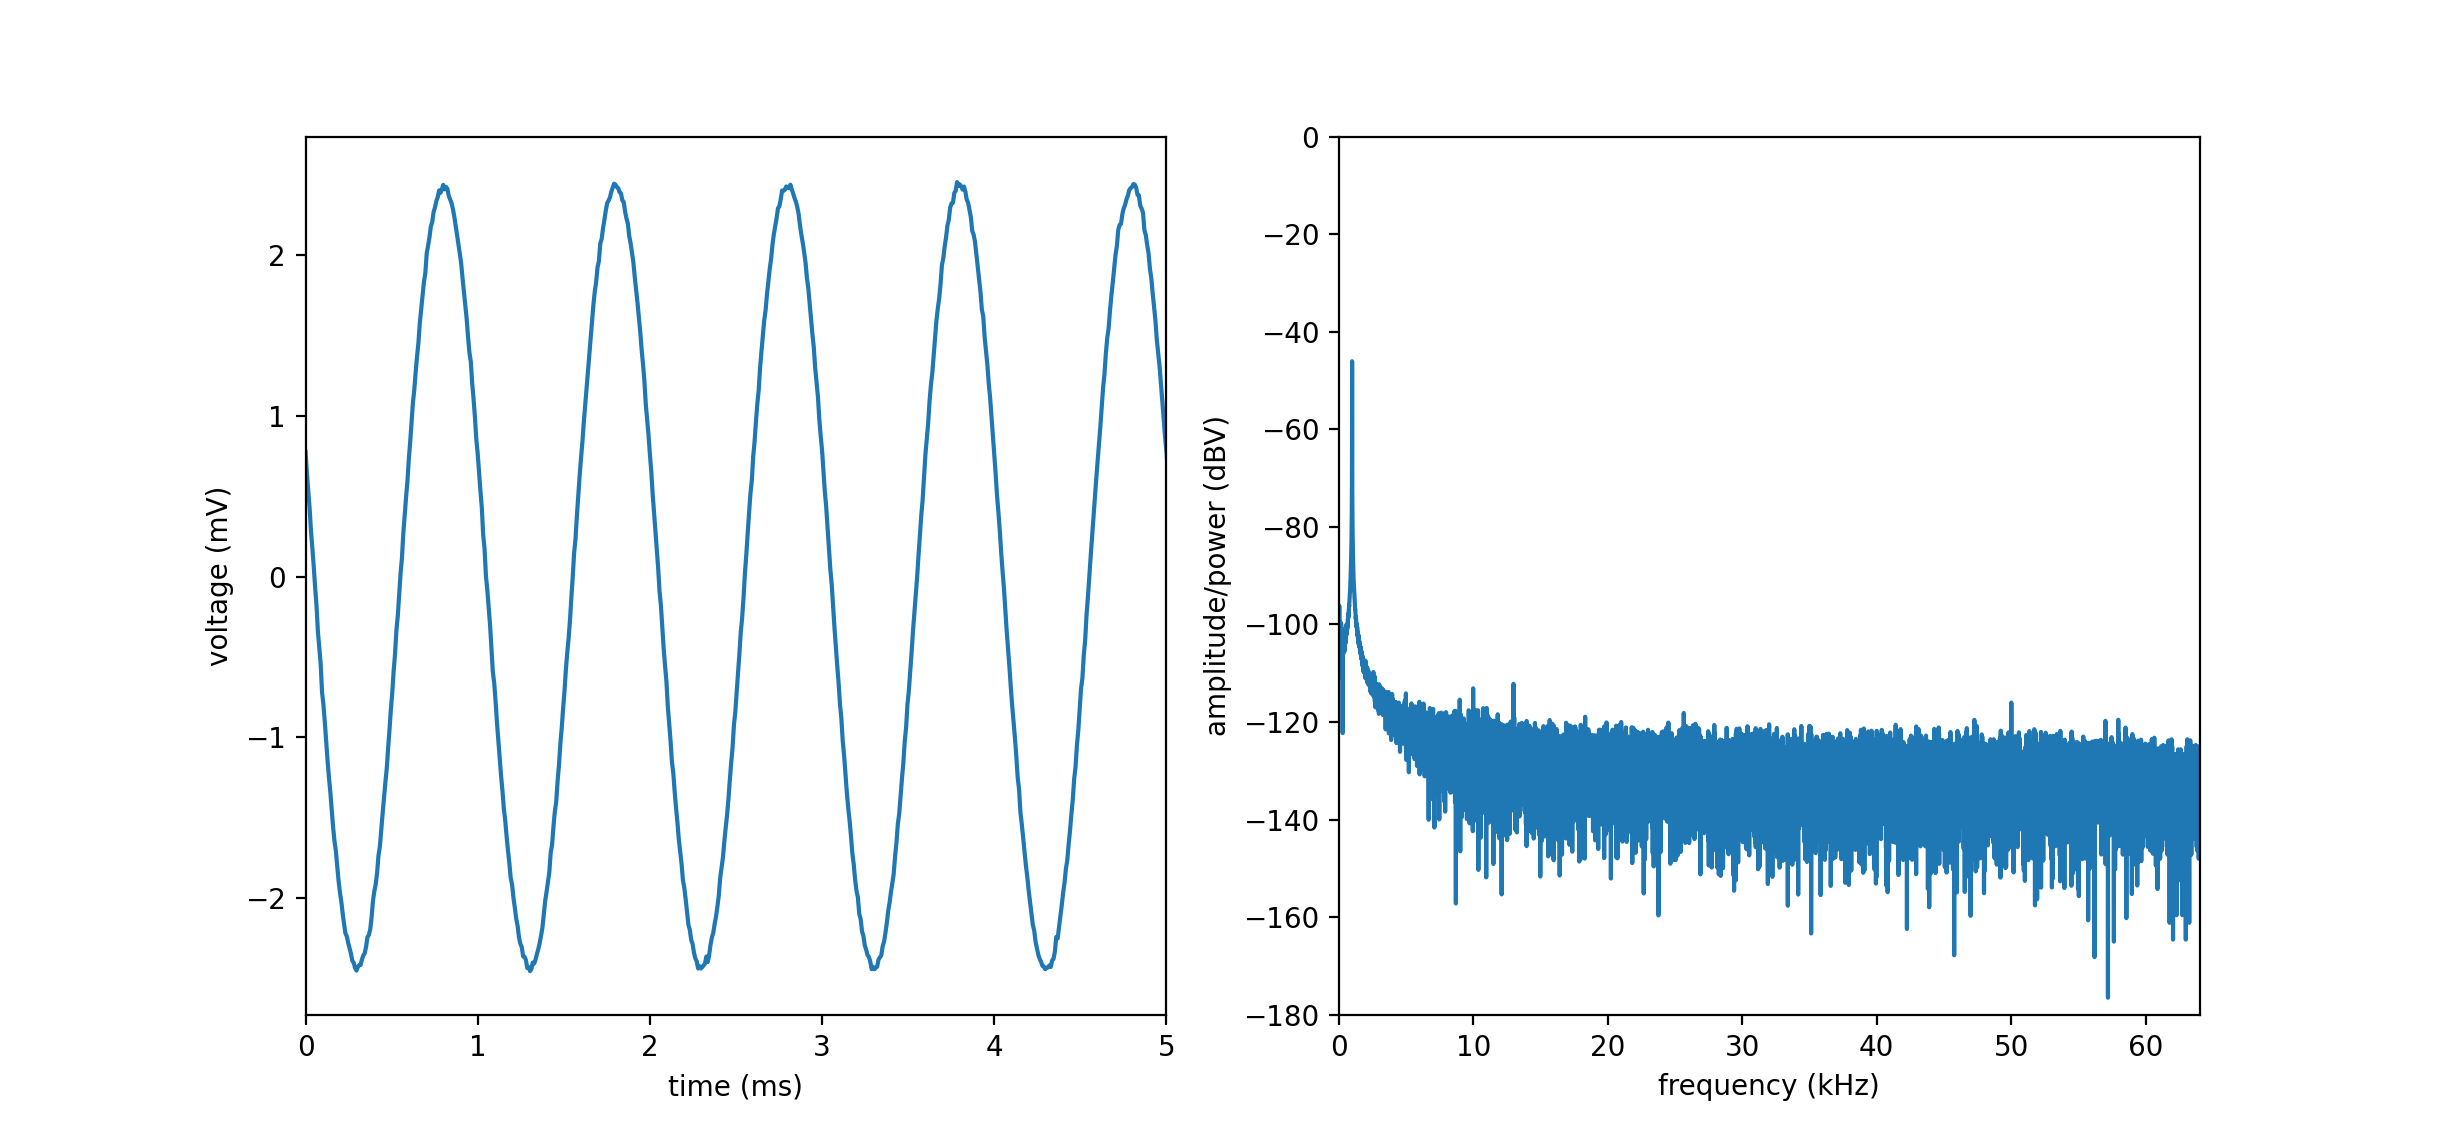 2
1
0
−1
−2
voltage (mV)
0 1 2 3 4 5
time (ms)
0
−20
−40
−60
−80
−100
−120
−140
−160
−180
amplitude/power (dBV)
0 10 20 30 40 50 60
frequency (kHz)